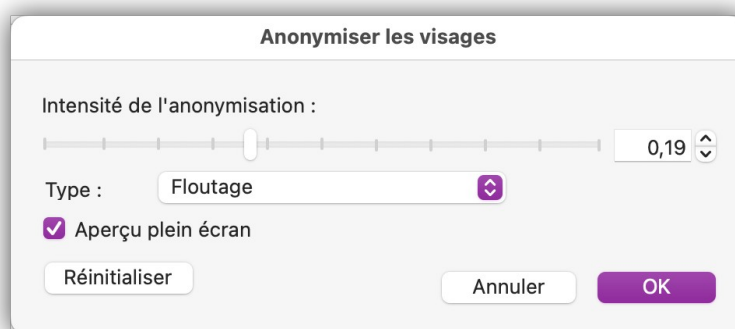 Anonymiser les visages
Intensité de l'anonymisation :
0,19
Type :
Floutage
Aperçu plein écran
Réinitialiser
Annuler
OK